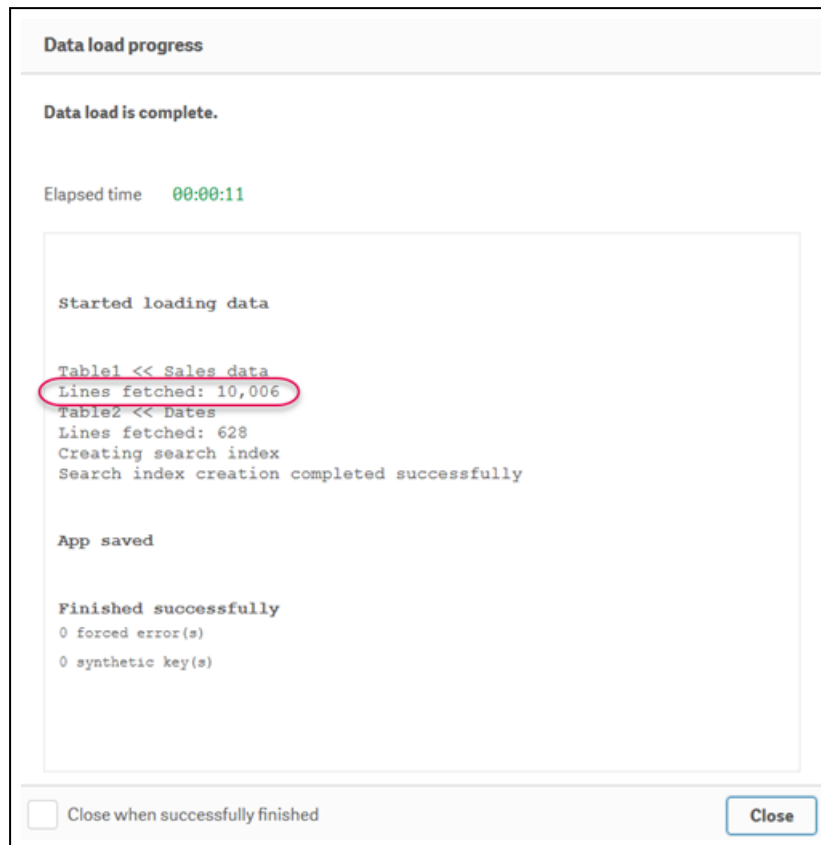 Data load progress
Data load is complete.
Elapsed time 00:00:11
Started loading data
Table1 << Sales data
Lines fetched: 10,006
Table2 << Dates
Lines fetched: 628
Creating search index
Search index creation completed successfully
App saved
Finished successfully
0 forced error(s)
0 synthetic key(s)
Close when successfully finished
Close